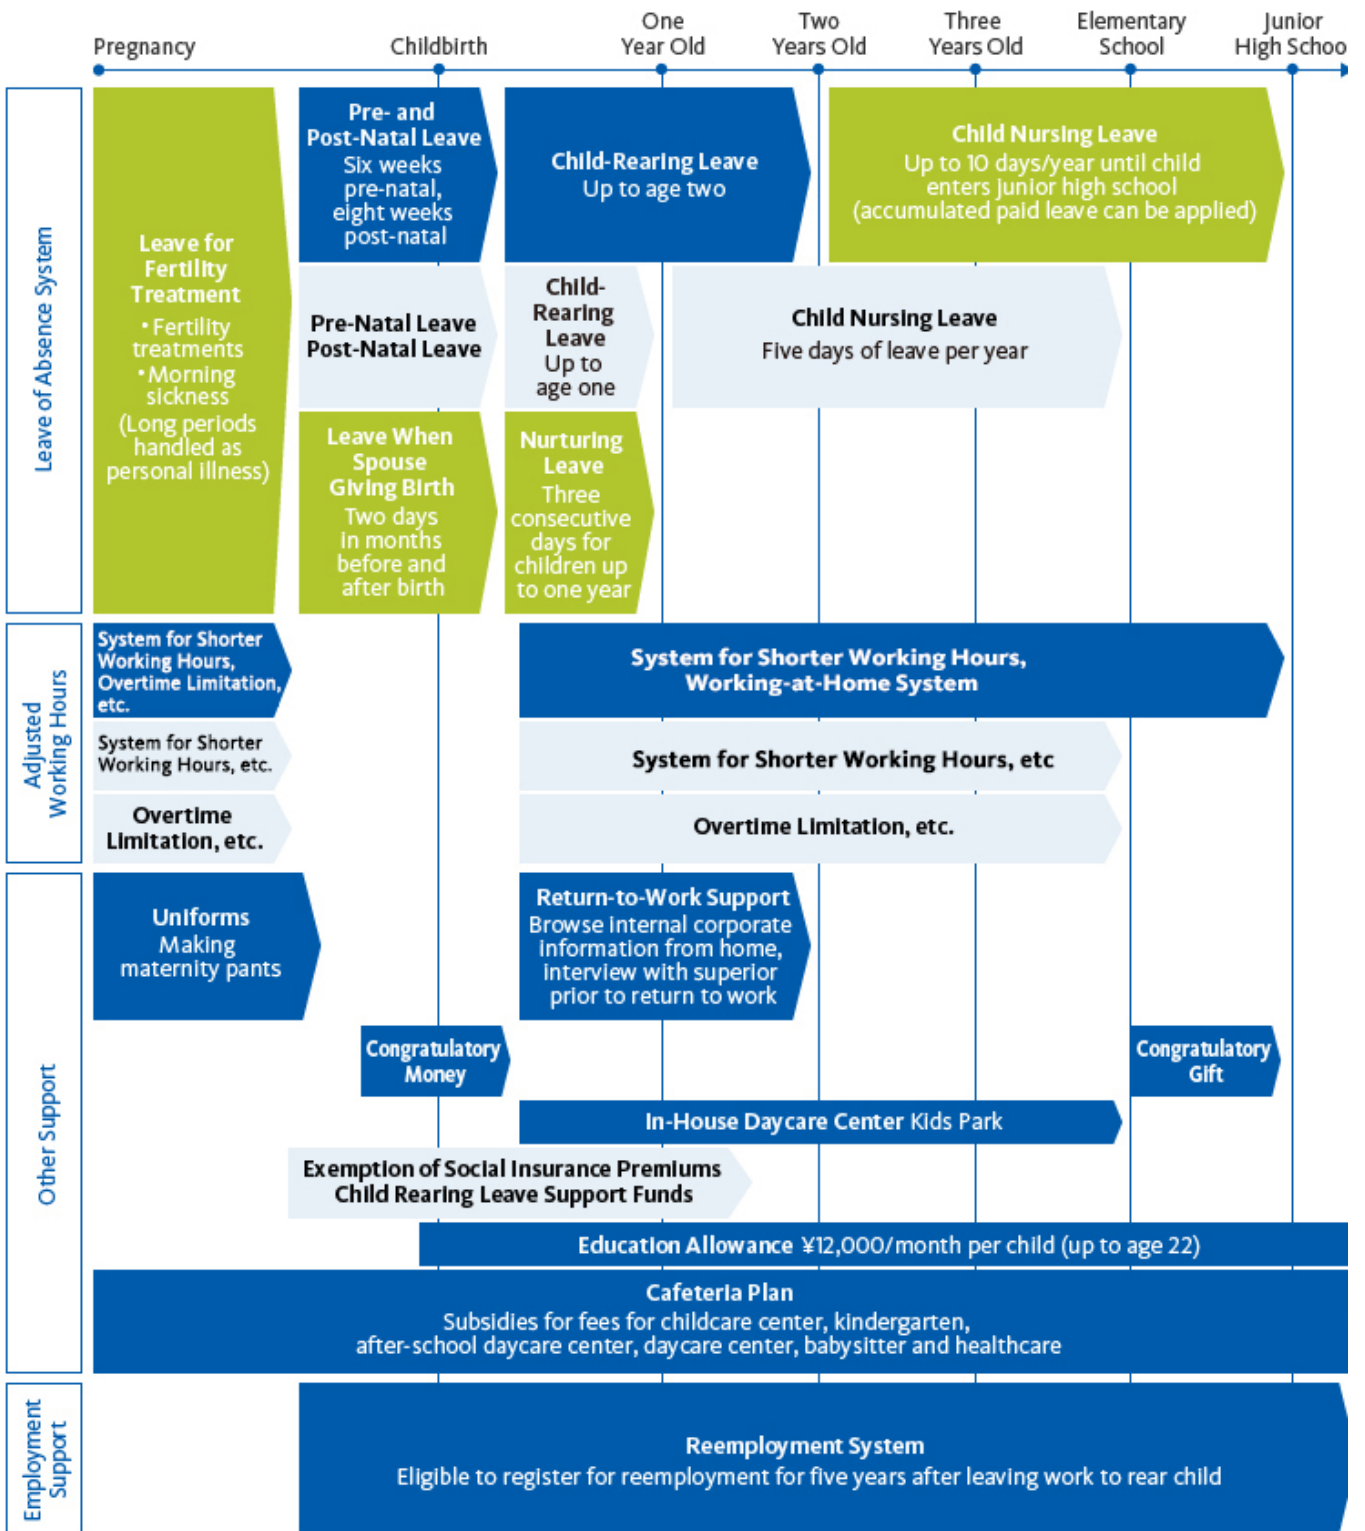 Pregnancy
Childbirth
One
Year Old
Two
Years Old
Three
Years Old
Elementary
School
Junior
High Schoo
Leave of Absence System
Leave for
Fertility
Treatment
・Fertility
treatments
・Morning
sickness
(Long periods
handled as
personal illness)
Pre- and
Post-Natal Leave
Six weeks
pre-natal,
eight weeks
post-natal
Child-Rearing Leave
Up to age two
Child Nursing Leave
Up to 10 days/year until child
enters junior high school
(accumulated paid leave can be applied)
Pre-Natal Leave
Post-Natal Leave
Child-
Rearing
Leave
Up to
age one
Child Nursing Leave
Five days of leave per year
Leave When
Spouse
Giving Birth
Two days
in months
before and
after birth
Nurturing
Leave
Three
consecutive
days for
children up
to one year
Adjusted
Working Hours
System for Shorter
Working Hours,
Overtime Limitation,
etc.
System for Shorter Working Hours,
Working-at-Home System
System for Shorter
Working Hours, etc.
System for Shorter Working Hours, etc
Overtime
Limitation, etc.
Overtime Limitation, etc.
Other Support
Uniforms
Making
maternity pants
Return-to-Work Support
Browse internal corporate
information from home,
interview with superior
prior to return to work
Congratulatory
Money
Congratulatory
Gift
In-House Daycare Center Kids Park
Exemption of Social Insurance Premiums
Child Rearing Leave Support Funds
Education Allowance ¥12,000/month per child (up to age 22)
Cafeteria Plan
Subsidies for fees for childcare center, kindergarten,
after-school daycare center, daycare center, babysitter and healthcare
Employment
Support
Reemployment System
Eligible to register for reemployment for five years after leaving work to rear child